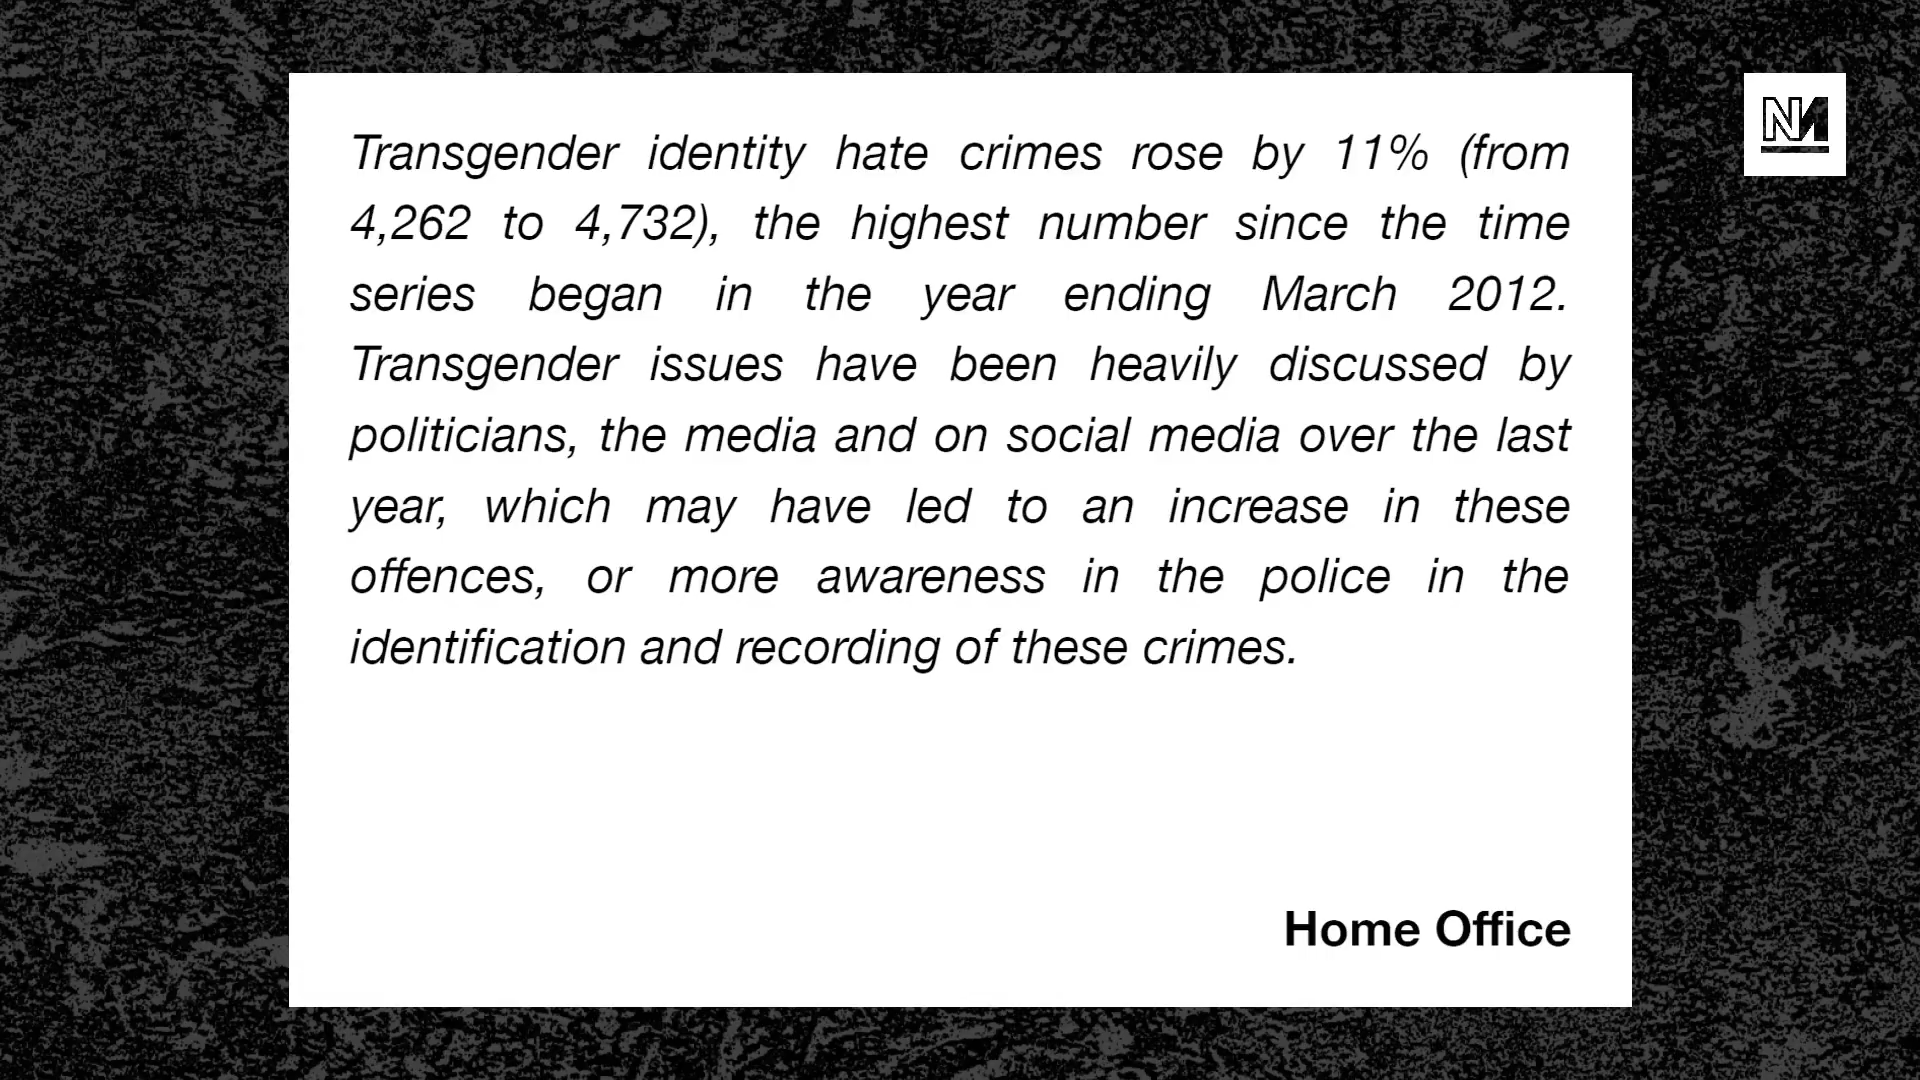 Transgender identity hate crimes rose by 11% (from
4,262 to 4,732), the highest number since the time
series began in the year ending March 2012.
Transgender issues have been heavily discussed by
politicians, the media and on social media over the last
year, which may have led to an increase in these
offences, or more awareness in the police in the
identification and recording of these crimes.
Home Office
NM